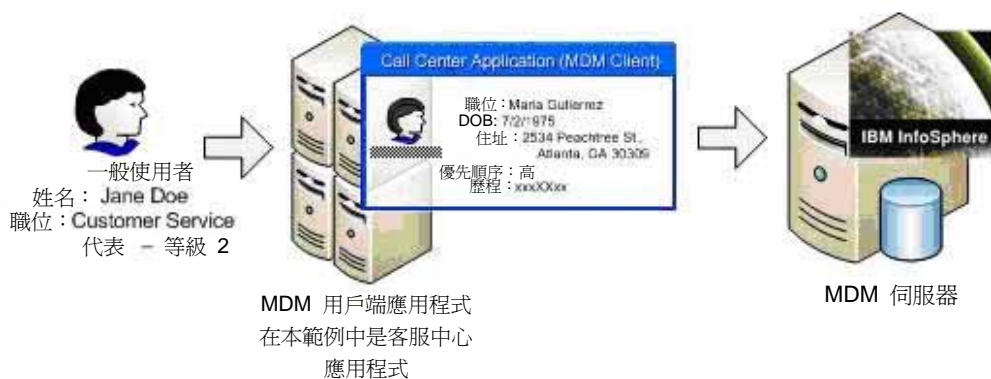 一般使用者
姓名： Jane Doe
職位：Customer Service
代表 － 等級 2
Call Center Application (MDM Client)
職位：Maria Gutierrez
DOB: 7/2/1975
住址：2534 Peachtree St.,
Atlanta, GA 30309
優先順序：高
歷程：xxxXXxx
MDM 用戶端應用程式
在本範例中是客服中心
應用程式
IBM InfoSphere
MDM 伺服器